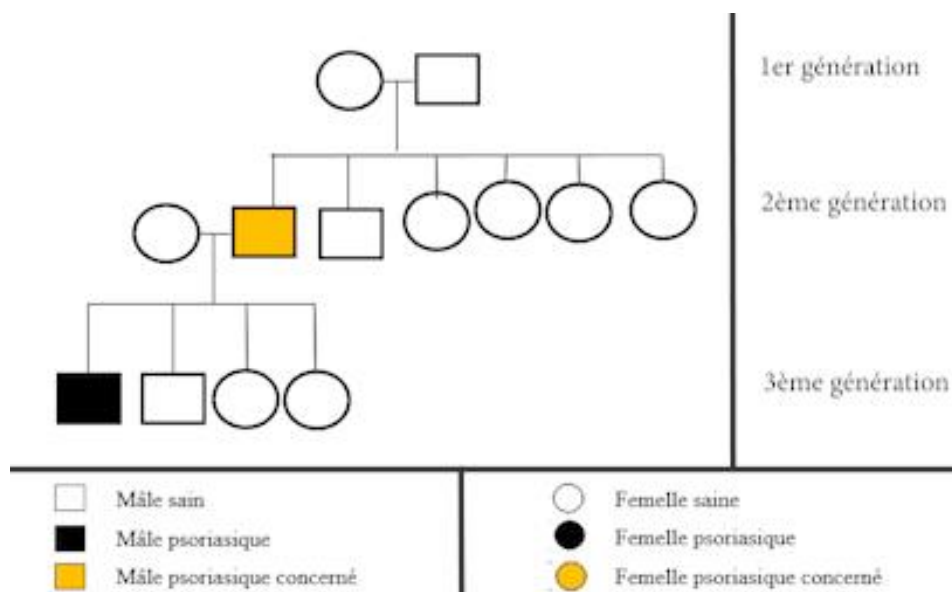 1er génération
2ème génération
3ème génération
Mâle sain
Mâle psoriasique
Mâle psoriasique concerné
Femelle saine
Femelle psoriasique
Femelle psoriasique concerné